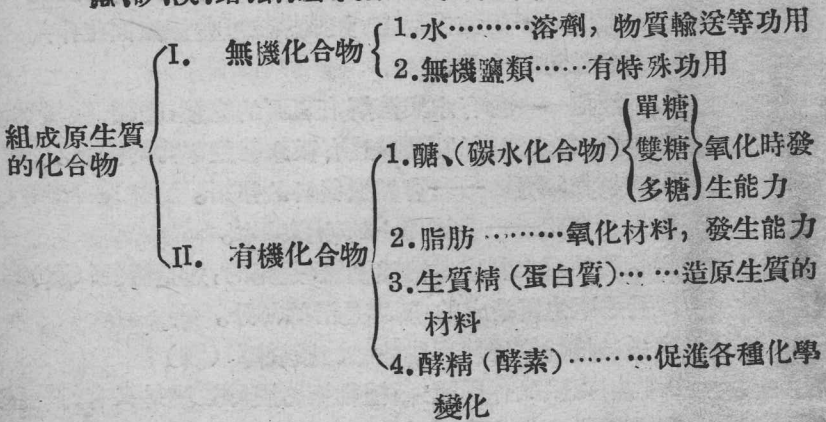 I. 無機化合物
1.水………溶劑，物質輸送等功用
2.無機鹽類……有特殊功用
組成原生質
的化合物
II. 有機化合物
1.醣、(碳水化合物)
單糖
雙糖
多糖
氧化時發
生能力
2.脂肪………氧化材料，發生能力
3.生質精（蛋白質）……造原生質的
材料
4.酵精（酵素）………促進各種化學
變化